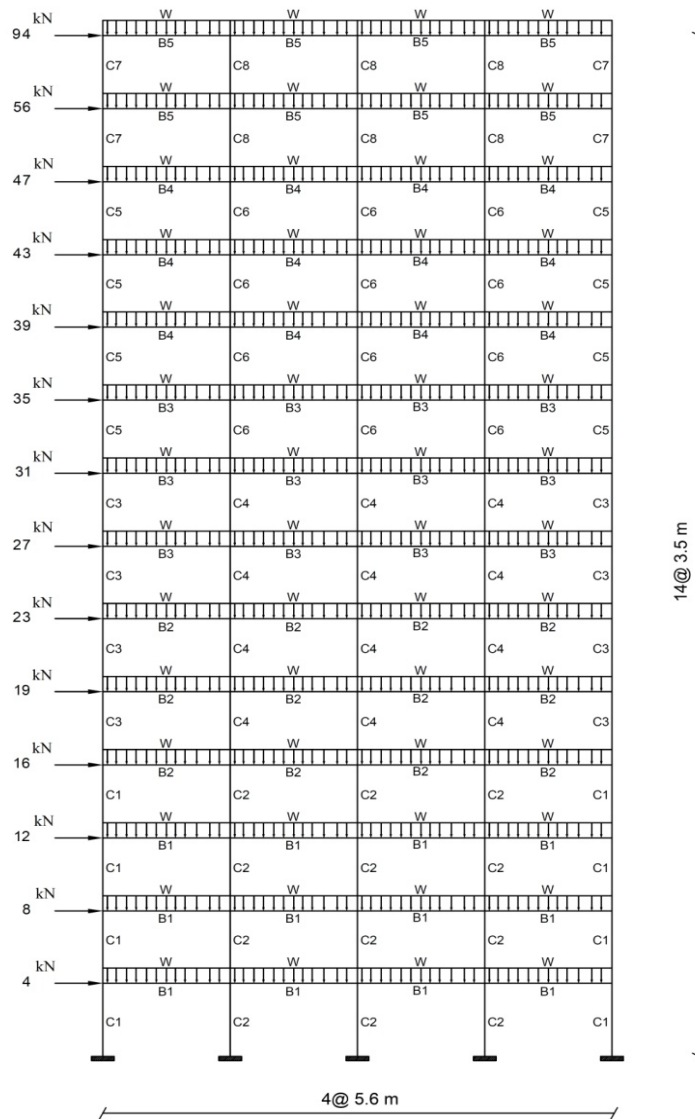 W W W W
kN
94
B5 B5 B5 B5
C7 C8 C8 C8 C7
kN
W W W W
56
B5 B5 B5 B5
C7 C8 C8 C8 C7
kN
W W W W
47
B4 B4 B4 B4
C5 C6 C6 C6 C5
kN
W W W W
43
B4 B4 B4 B4
C5 C6 C6 C6 C5
kN
W W W W
39
B4 B4 B4 B4
C5 C6 C6 C6 C5
kN
W W W W
35
B3 B3 B3 B3
C5 C6 C6 C6 C5
kN
W W W W
31
B3 B3 B3 B3
C3 C4 C4 C4 C3
kN
W W W W
27
B3 B3 B3 B3
C3 C4 C4 C4 C3
kN
W W W W
23
B2 B2 B2 B2
C3 C4 C4 C4 C3
kN
W W W W
19
B2 B2 B2 B2
C3 C4 C4 C4 C3
kN
W W W W
16
B2 B2 B2 B2
C1 C2 C2 C2 C1
kN
W W W W
12
B1 B1 B1 B1
C1 C2 C2 C2 C1
kN
W W W W
8
B1 B1 B1 B1
C1 C2 C2 C2 C1
kN
W W W W
4
B1 B1 B1 B1
C1 C2 C2 C2 C1
14@ 3.5 m
4@ 5.6 m